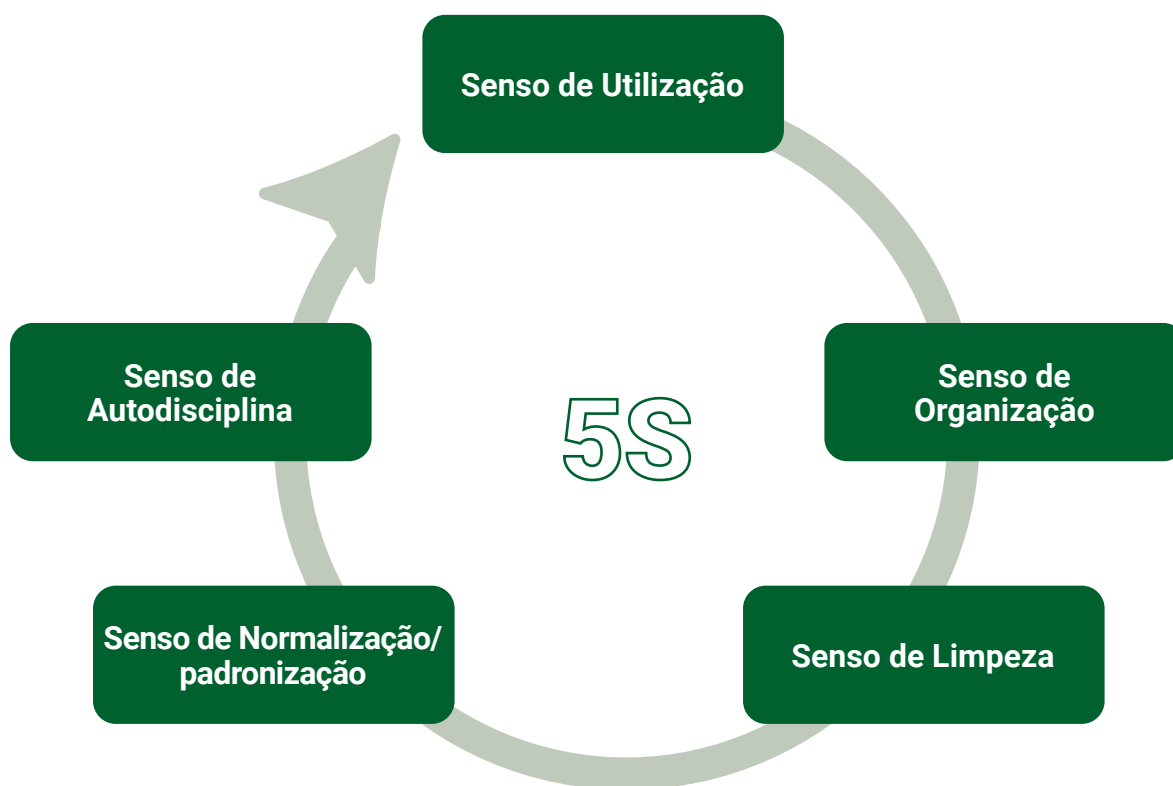 Senso de Utilização
Senso de
Organização
Senso de Limpeza
Senso de Normalização/
padronização
Senso de
Autodisciplina
5S